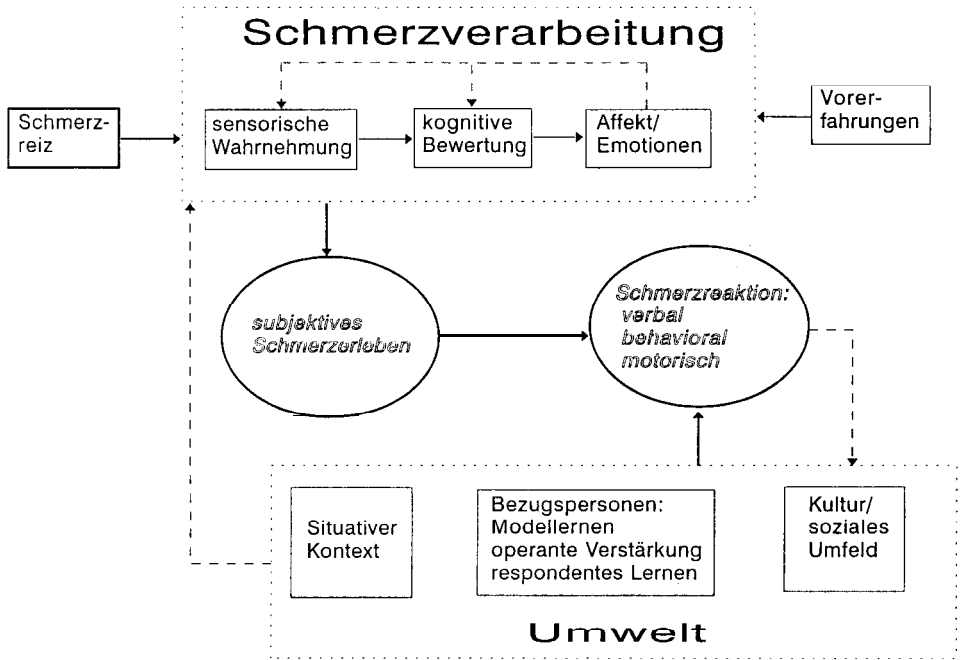 Schmerzverarbeitung
Schmerz-
reiz
sensorische
Wahrnehmung
kognitive
Bewertung
Affekt/
Emotionen
Vorer-
fahrungen
subjektives
Schmerzerleben
Schmerzreaktion:
verbal
behavioral
motorisch
Situativer
Kontext
Bezugspersonen:
Modellernen
operante Verstärkung
respondentes Lernen
Kultur/
soziales
Umfeld
Umwelt